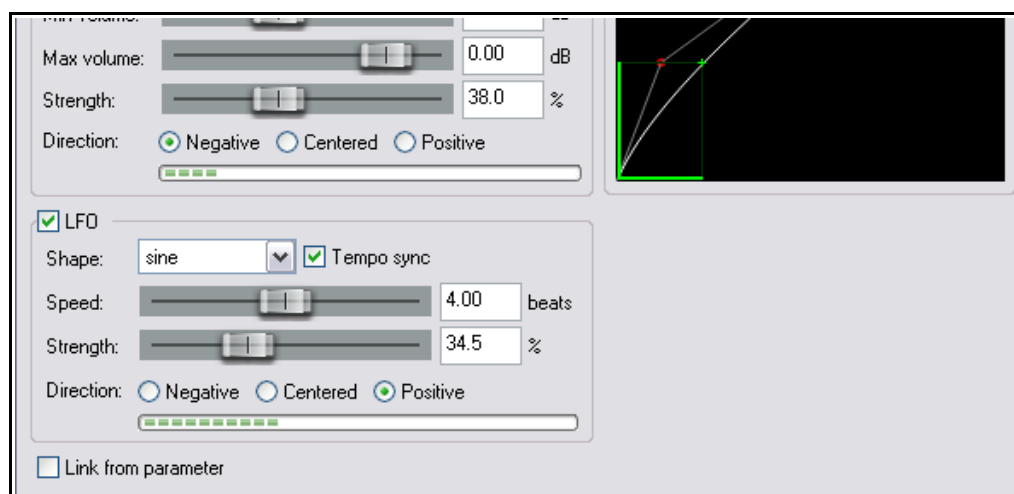 Max volume: 0.00 dB
Strength: 38.0 %
Direction: Negative Centered Positive
LFO
Shape: sine Tempo sync
Speed: 4.00 beats
Strength: 34.5 %
Direction: Negative Centered Positive
Link from parameter